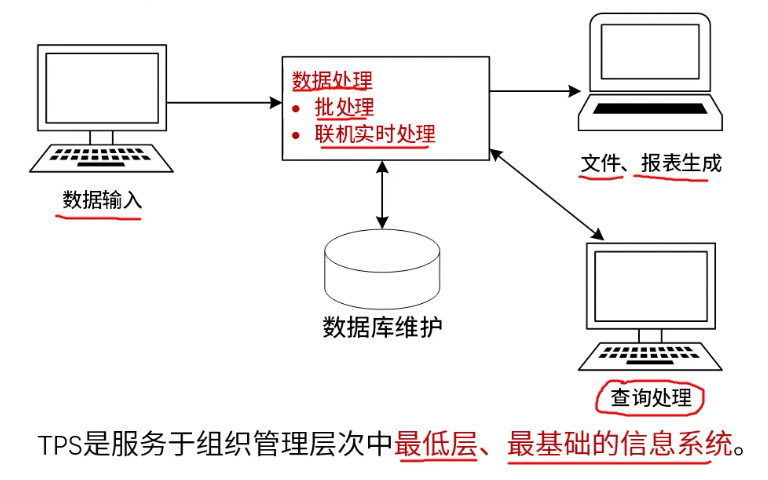 数据处理
• 批处理
• 联机实时处理
数据输入
文件、报表生成
数据库维护
查询处理
TPS是服务于组织管理层次中最低层、最基础的信息系统。